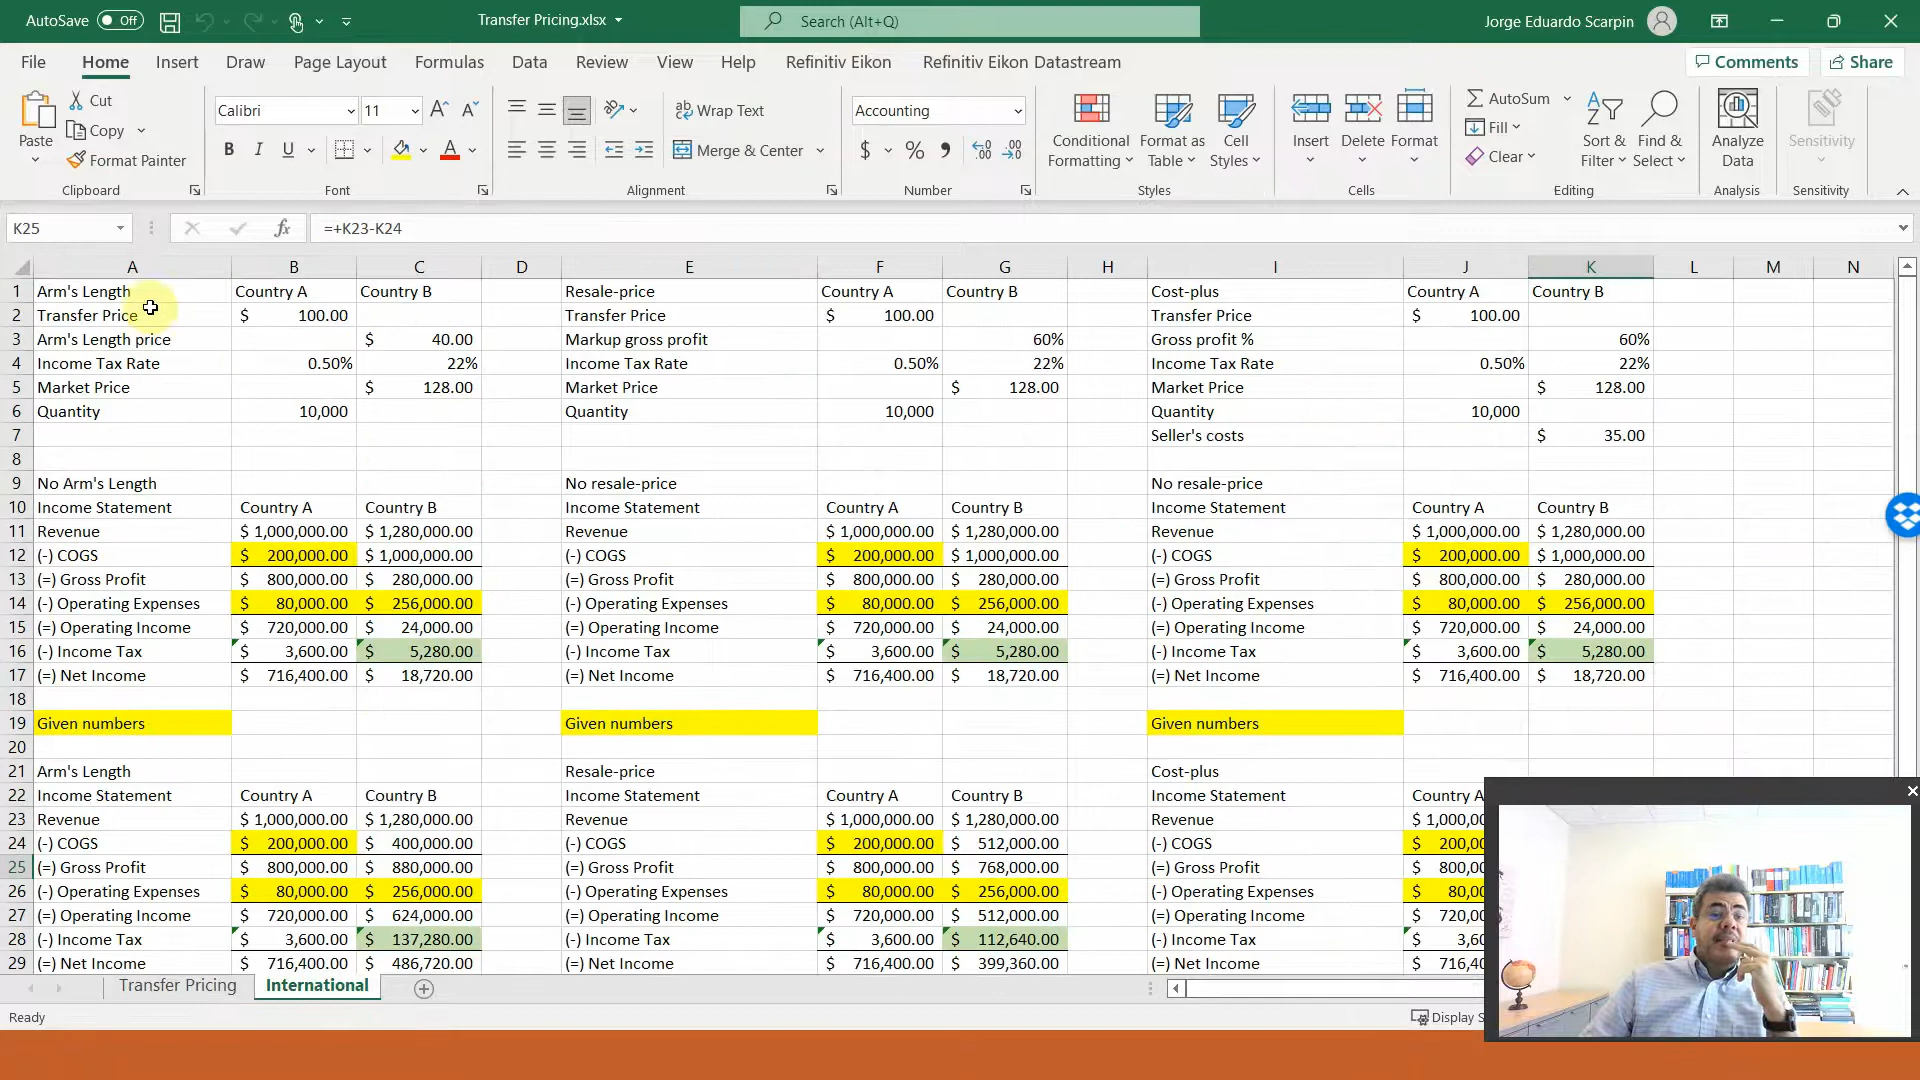 AutoSave Off Transfer Pricing.xlsx Search (Alt+Q) Jorge Eduardo Scarpin
File Home Insert Draw Page Layout Formulas Data Review View Help Refinitiv Eikon Refinitiv Eikon Datastream Comments Share
Paste Cut Copy Format Painter Clipboard
Calibri 11 B I U A Font
Wrap Text Merge & Center Alignment
Accounting $ % Number
Conditional Formatting Format as Table Cell Styles Styles
Insert Delete Format Cells
AutoSum Fill Clear Sort & Filter Find & Select Editing
Analyze Data Analysis
Sensitivity Sensitivity
K25 fx =+K23-K24
A B C D E F G H I J K L M N
1 Arm's Length Country A Country B Resale-price Country A Country B Cost-plus Country A Country B
2 Transfer Price $ 100.00 Transfer Price $ 100.00 Transfer Price $ 100.00
3 Arm's Length price $ 40.00 Markup gross profit 60% Gross profit % 60%
4 Income Tax Rate 0.50% 22% Income Tax Rate 0.50% 22% Income Tax Rate 0.50% 22%
5 Market Price $ 128.00 Market Price $ 128.00 Market Price $ 128.00
6 Quantity 10,000 Quantity 10,000 Quantity 10,000
7 Seller's costs $ 35.00
8
9 No Arm's Length No resale-price No resale-price
10 Income Statement Country A Country B Income Statement Country A Country B Income Statement Country A Country B
11 Revenue $ 1,000,000.00 $ 1,280,000.00 Revenue $ 1,000,000.00 $ 1,280,000.00 Revenue $ 1,000,000.00 $ 1,280,000.00
12 (-) COGS $ 200,000.00 $ 1,000,000.00 (-) COGS $ 200,000.00 $ 1,000,000.00 (-) COGS $ 200,000.00 $ 1,000,000.00
13 (=) Gross Profit $ 800,000.00 $ 280,000.00 (=) Gross Profit $ 800,000.00 $ 280,000.00 (=) Gross Profit $ 800,000.00 $ 280,000.00
14 (-) Operating Expenses $ 80,000.00 $ 256,000.00 (-) Operating Expenses $ 80,000.00 $ 256,000.00 (-) Operating Expenses $ 80,000.00 $ 256,000.00
15 (=) Operating Income $ 720,000.00 $ 24,000.00 (=) Operating Income $ 720,000.00 $ 24,000.00 (=) Operating Income $ 720,000.00 $ 24,000.00
16 (-) Income Tax $ 3,600.00 $ 5,280.00 (-) Income Tax $ 3,600.00 $ 5,280.00 (-) Income Tax $ 3,600.00 $ 5,280.00
17 (=) Net Income $ 716,400.00 $ 18,720.00 (=) Net Income $ 716,400.00 $ 18,720.00 (=) Net Income $ 716,400.00 $ 18,720.00
18
19 Given numbers Given numbers Given numbers
20
21 Arm's Length Resale-price Cost-plus
22 Income Statement Country A Country B Income Statement Country A Country B Income Statement Country A
23 Revenue $ 1,000,000.00 $ 1,280,000.00 Revenue $ 1,000,000.00 $ 1,280,000.00 Revenue $ 1,000,0
24 (-) COGS $ 200,000.00 $ 400,000.00 (-) COGS $ 200,000.00 $ 512,000.00 (-) COGS $ 200,0
25 (=) Gross Profit $ 800,000.00 $ 880,000.00 (=) Gross Profit $ 800,000.00 $ 768,000.00 (=) Gross Profit $ 800,0
26 (-) Operating Expenses $ 80,000.00 $ 256,000.00 (-) Operating Expenses $ 80,000.00 $ 256,000.00 (-) Operating Expenses $ 80,0
27 (=) Operating Income $ 720,000.00 $ 624,000.00 (=) Operating Income $ 720,000.00 $ 512,000.00 (=) Operating Income $ 720,0
28 (-) Income Tax $ 3,600.00 $ 137,280.00 (-) Income Tax $ 3,600.00 $ 112,640.00 (-) Income Tax $ 3,60
29 (=) Net Income $ 716,400.00 $ 486,720.00 (=) Net Income $ 716,400.00 $ 399,360.00 (=) Net Income $ 716,4
Transfer Pricing International
Ready Display S